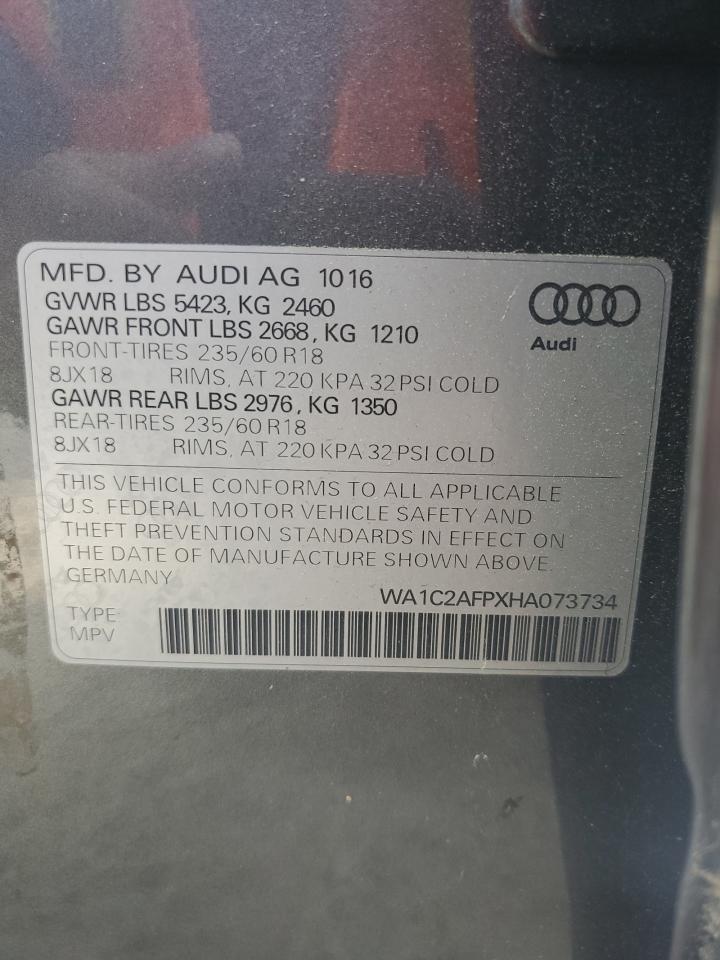 MFD. BY AUDI AG 1016
GVWR LBS 5423, KG 2460
GAWR FRONT LBS 2668, KG 1210
FRONT-TIRES 235/60 R18
8JX18 RIMS, AT 220 KPA 32 PSI COLD
GAWR REAR LBS 2976, KG 1350
REAR-TIRES 235/60 R18
8JX18 RIMS, AT 220 KPA 32 PSI COLD
Audi
THIS VEHICLE CONFORMS TO ALL APPLICABLE
U.S. FEDERAL MOTOR VEHICLE SAFETY AND
THEFT PREVENTION STANDARDS IN EFFECT ON
THE DATE OF MANUFACTURE SHOWN ABOVE.
GERMANY
WA1C2AFPXHA073734
TYPE:
MPV